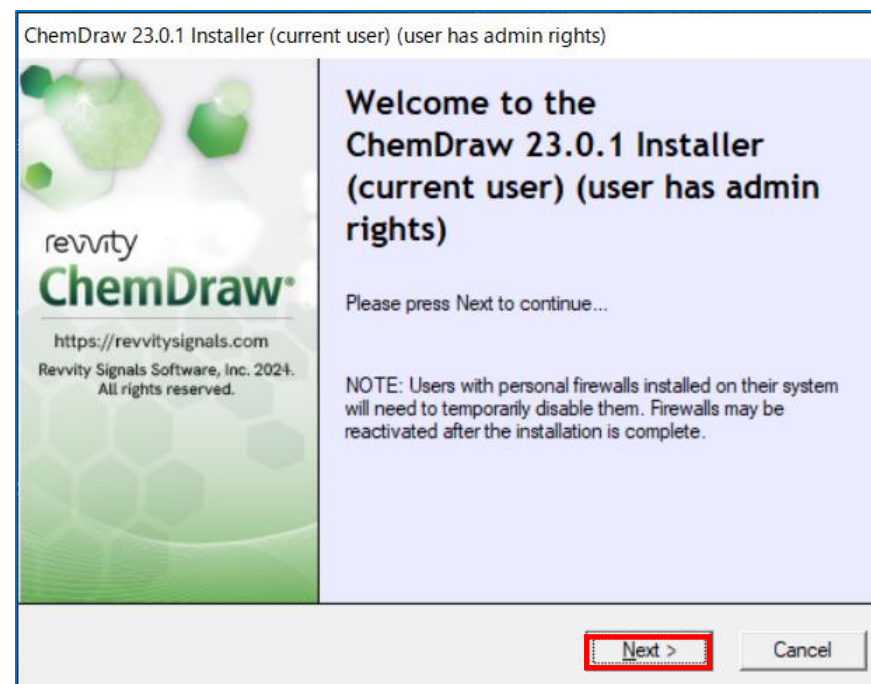 ChemDraw 23.0.1 Installer (current user) (user has admin rights)
revvity
ChemDraw®
https://revvitysignals.com
Revvity Signals Software, Inc. 2024.
All rights reserved.
Welcome to the
ChemDraw 23.0.1 Installer
(current user) (user has admin
rights)
Please press Next to continue...
NOTE: Users with personal firewalls installed on their system
will need to temporarily disable them. Firewalls may be
reactivated after the installation is complete.
Next >
Cancel